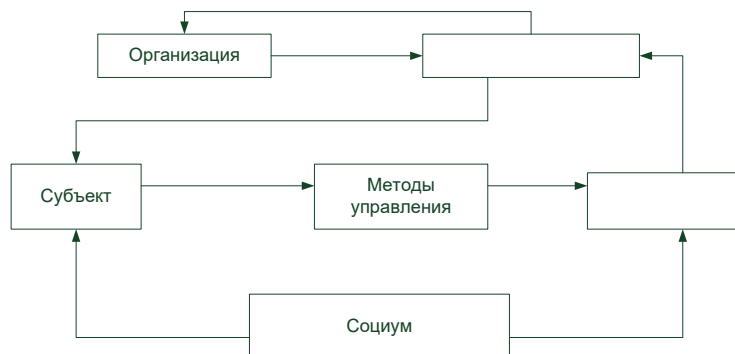 Организация
Субъект
Методы
управления
Социум